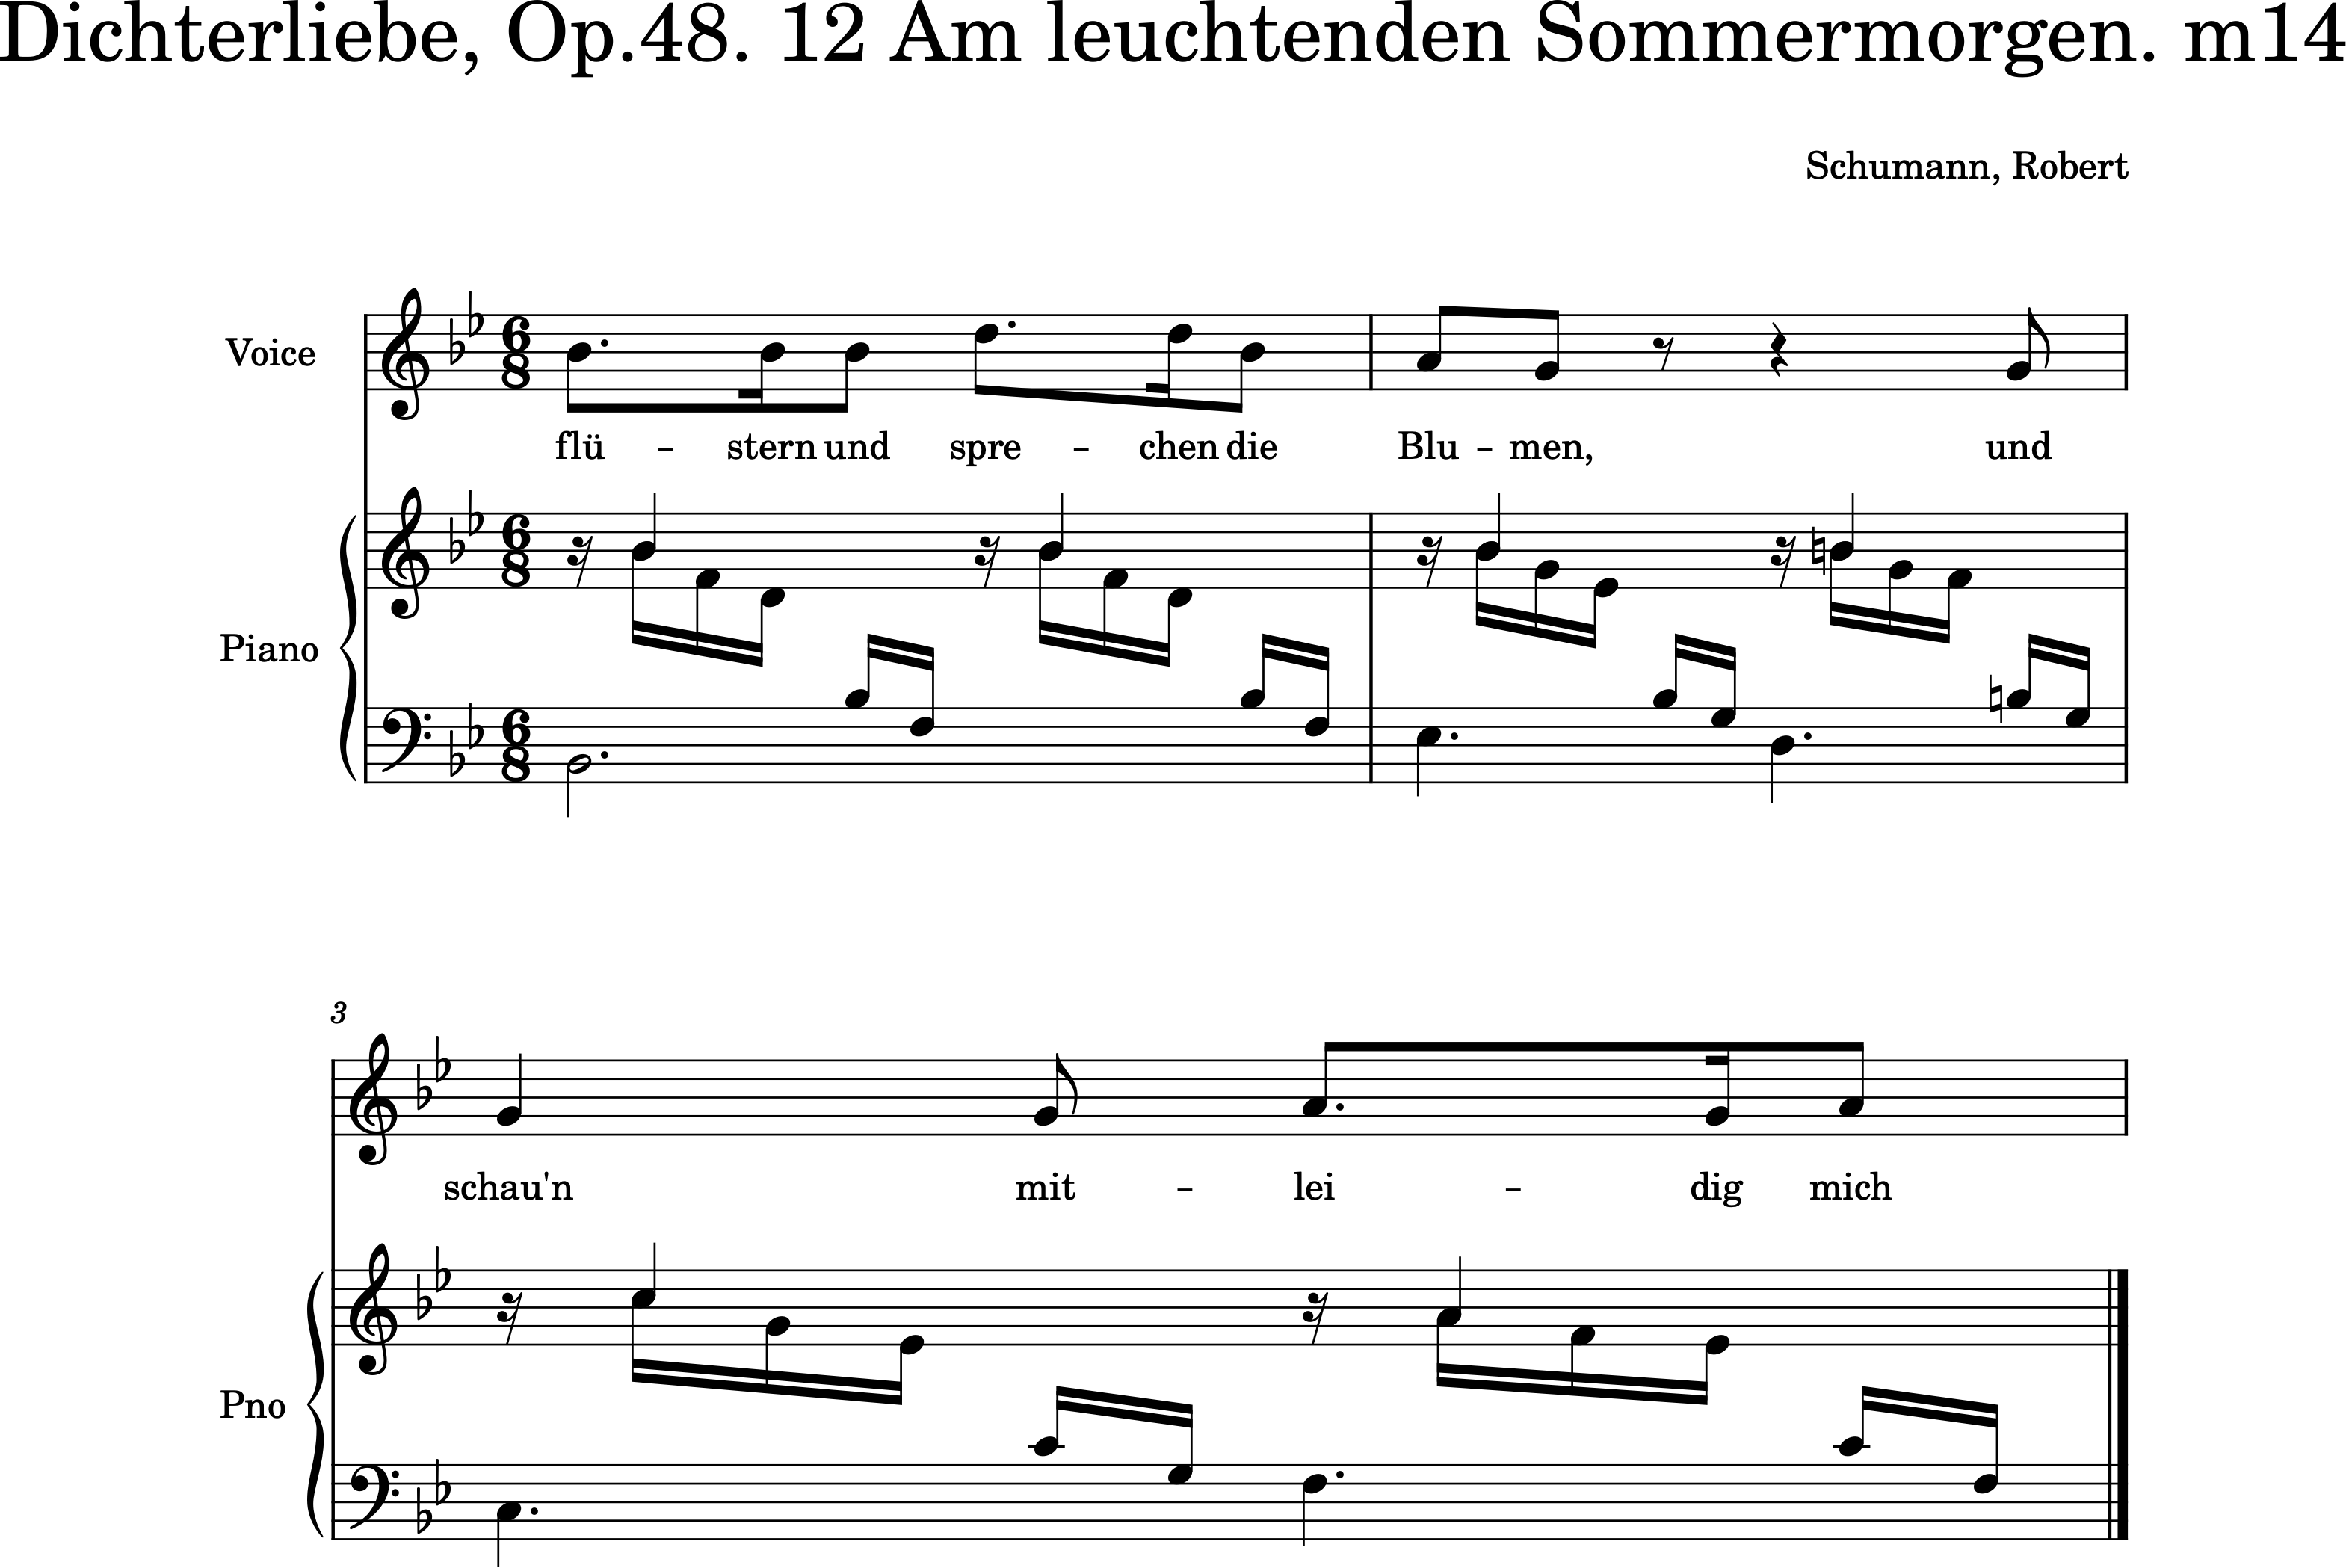 Dichterliebe, Op.48. 12 Am leuchtenden Sommermorgen. m14
Schumann, Robert
Voice
flü - stern und spre - chen die Blu - men, und
Piano
3
schau'n mit - lei - dig mich
Pno